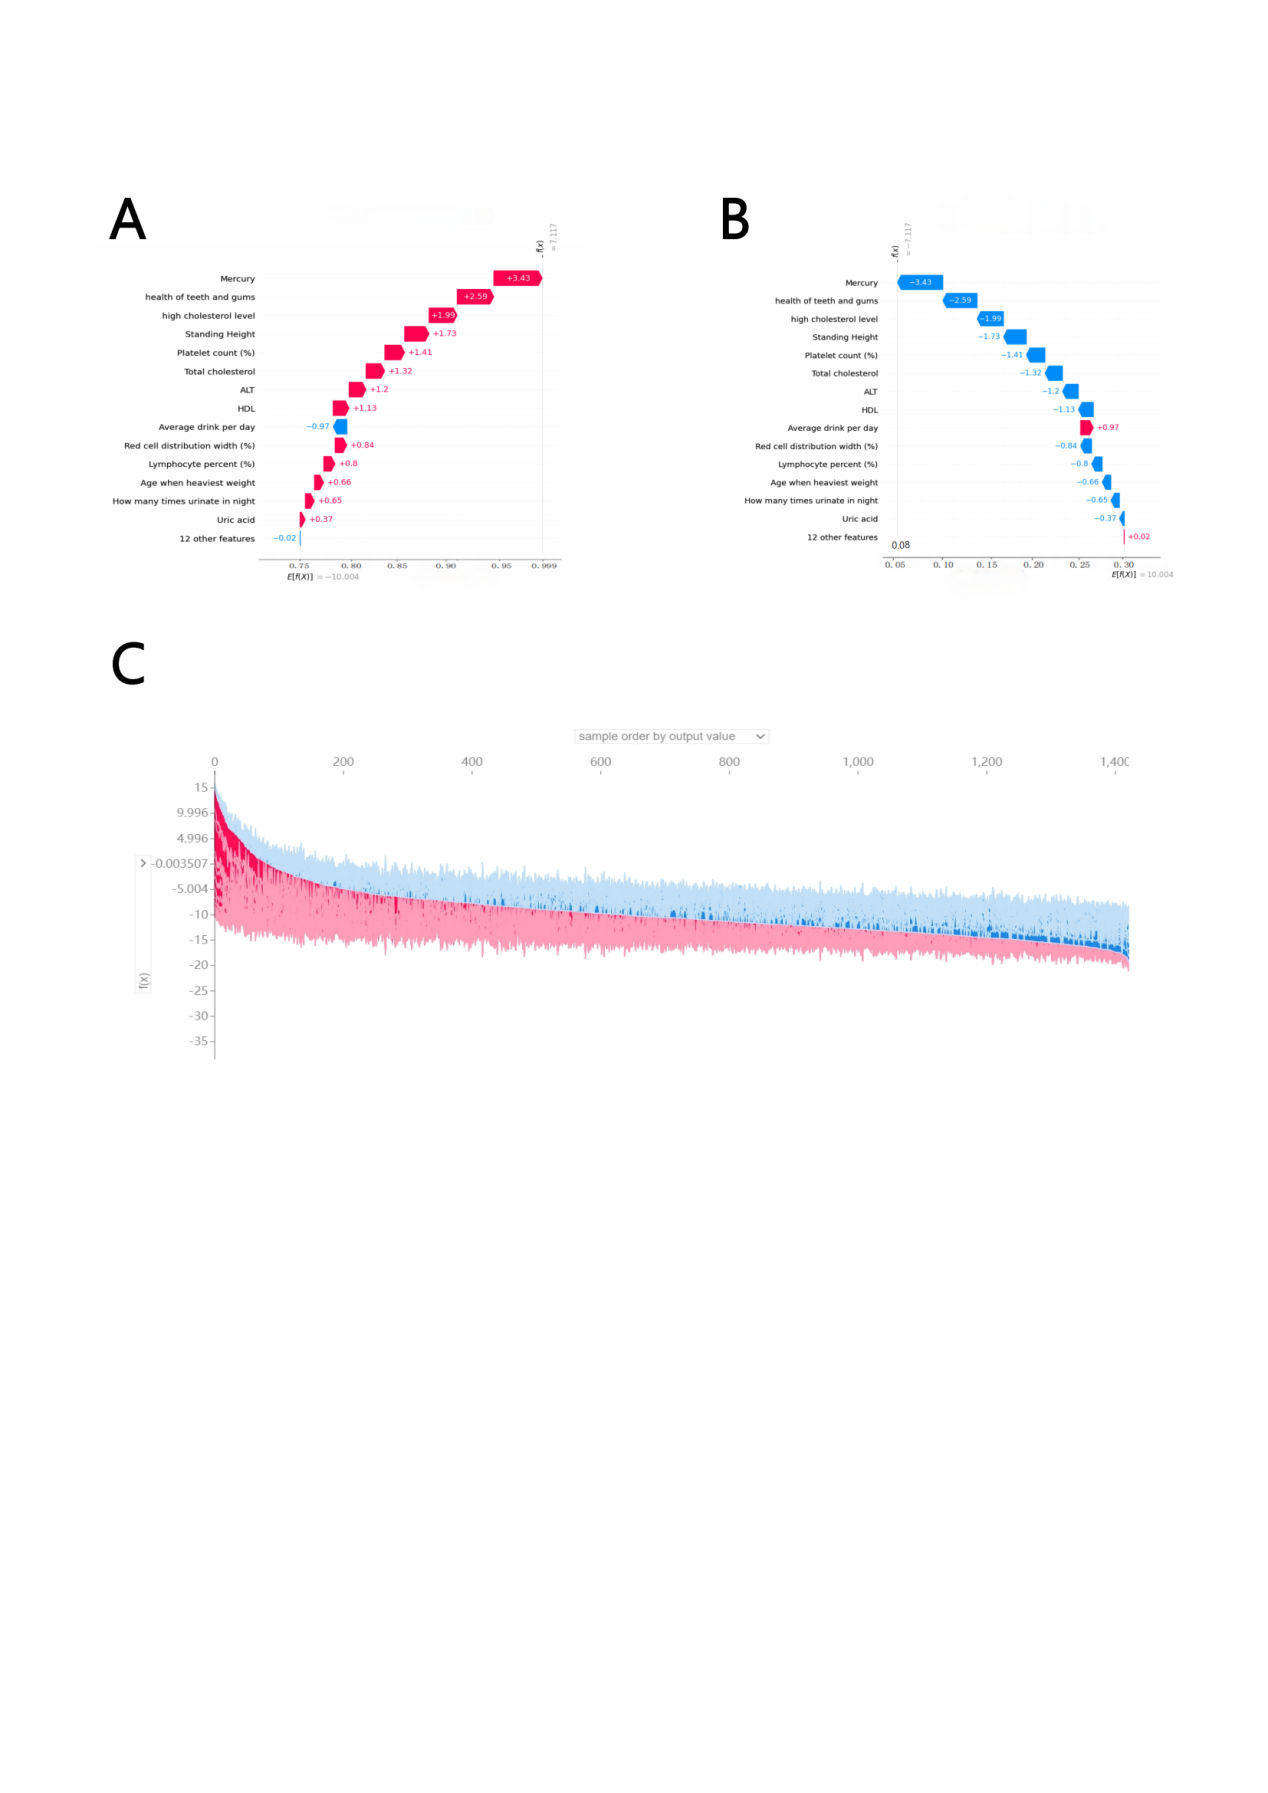 A
f(x)
= 7.117
Mercury
+3.43
health of teeth and gums
+2.59
high cholesterol level
+1.99
Standing Height
+1.73
Platelet count (%)
+1.41
Total cholesterol
+1.32
ALT
+1.2
HDL
+1.13
Average drink per day
−0.97
Red cell distribution width (%)
+0.84
Lymphocyte percent (%)
+0.8
Age when heaviest weight
+0.66
How many times urinate in night
+0.65
Uric acid
+0.37
12 other features
−0.02
0.75 0.80 0.85 0.90 0.95 0.999
E[f(X)] = −10.004
B
f(x)
= −7.117
Mercury
−3.43
health of teeth and gums
−2.59
high cholesterol level
−1.99
Standing Height
−1.73
Platelet count (%)
−1.41
Total cholesterol
−1.32
ALT
−1.2
HDL
−1.13
Average drink per day
+0.97
Red cell distribution width (%)
−0.84
Lymphocyte percent (%)
−0.8
Age when heaviest weight
−0.66
How many times urinate in night
−0.65
Uric acid
−0.37
12 other features
+0.02
0.08
0.05 0.10 0.15 0.20 0.25 0.30
E[f(X)] = 10.004
C
sample order by output value
0 200 400 600 800 1,000 1,200 1,400
15
9.996
4.996
-0.003507
-5.004
-10
-15
-20
-25
-30
-35
f(x)